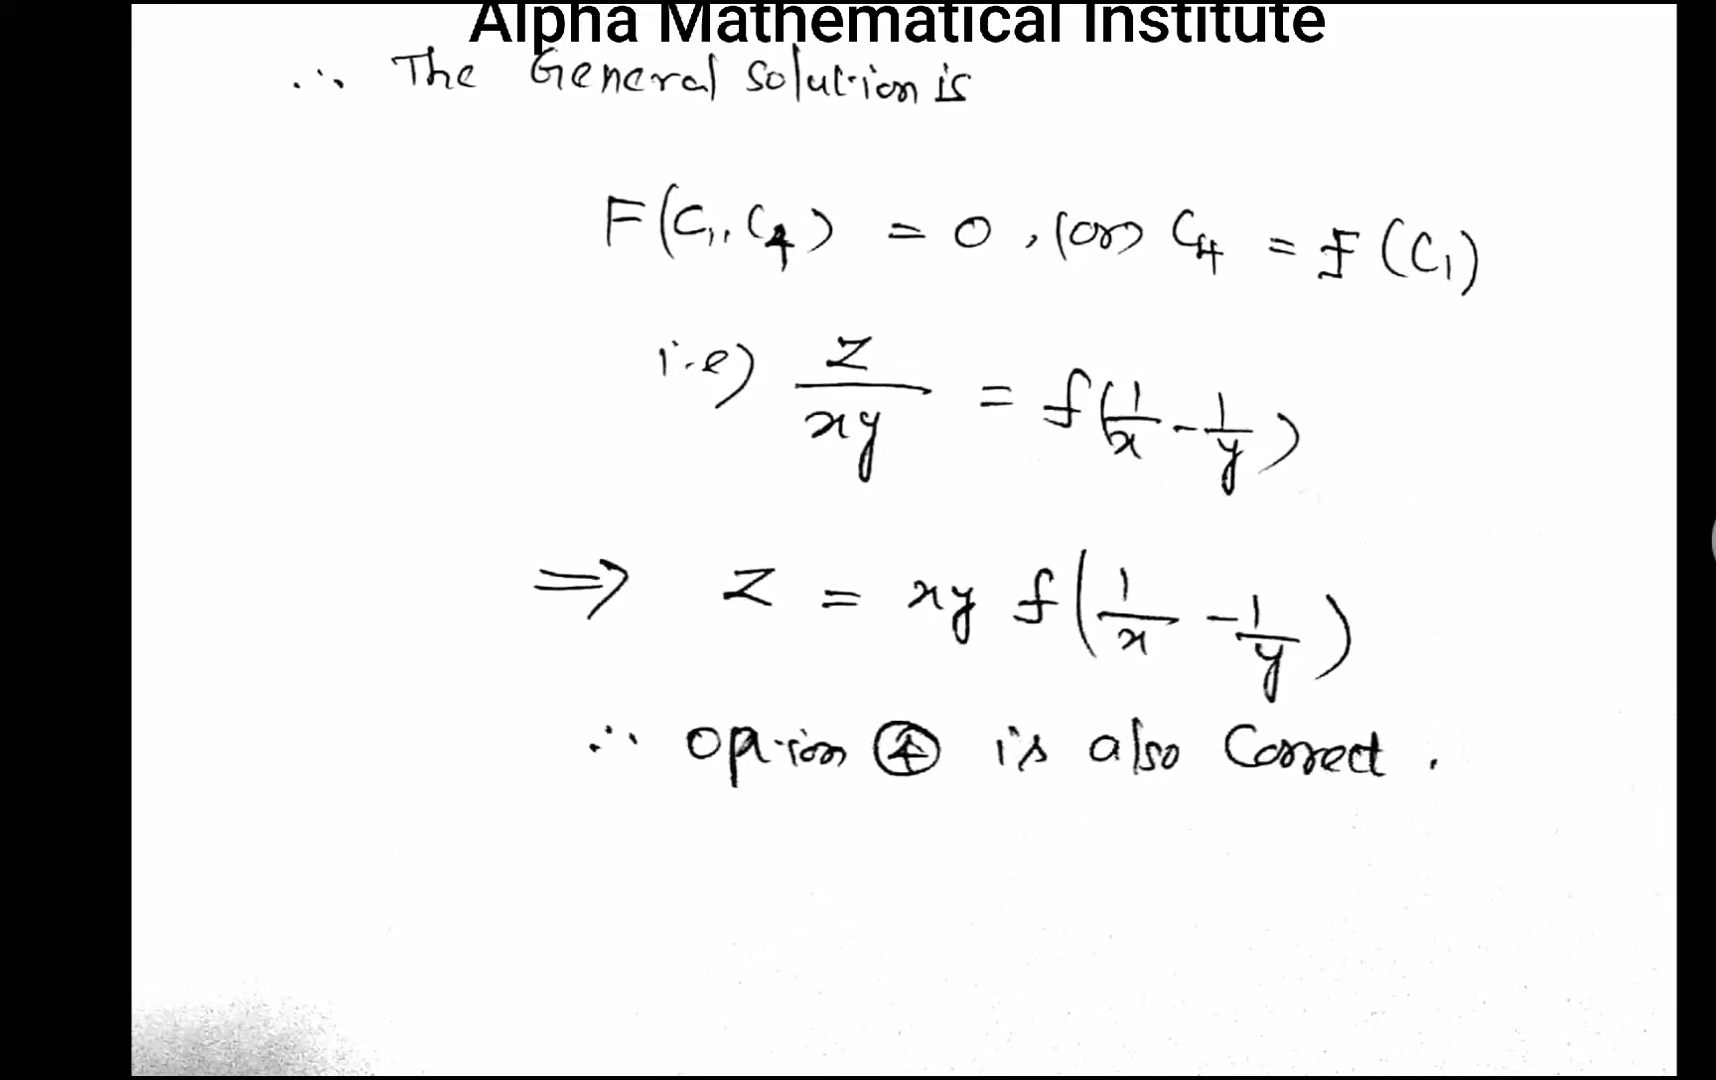 Alpha Mathematical Institute
∴ The General solution is
F(C₁, C₄) = 0, (or) C₄ = F(C₁)
i.e) z/xy = f(1/x - 1/y)
⇒ z = xy f(1/x - 1/y)
∴ option ④ is also Correct.